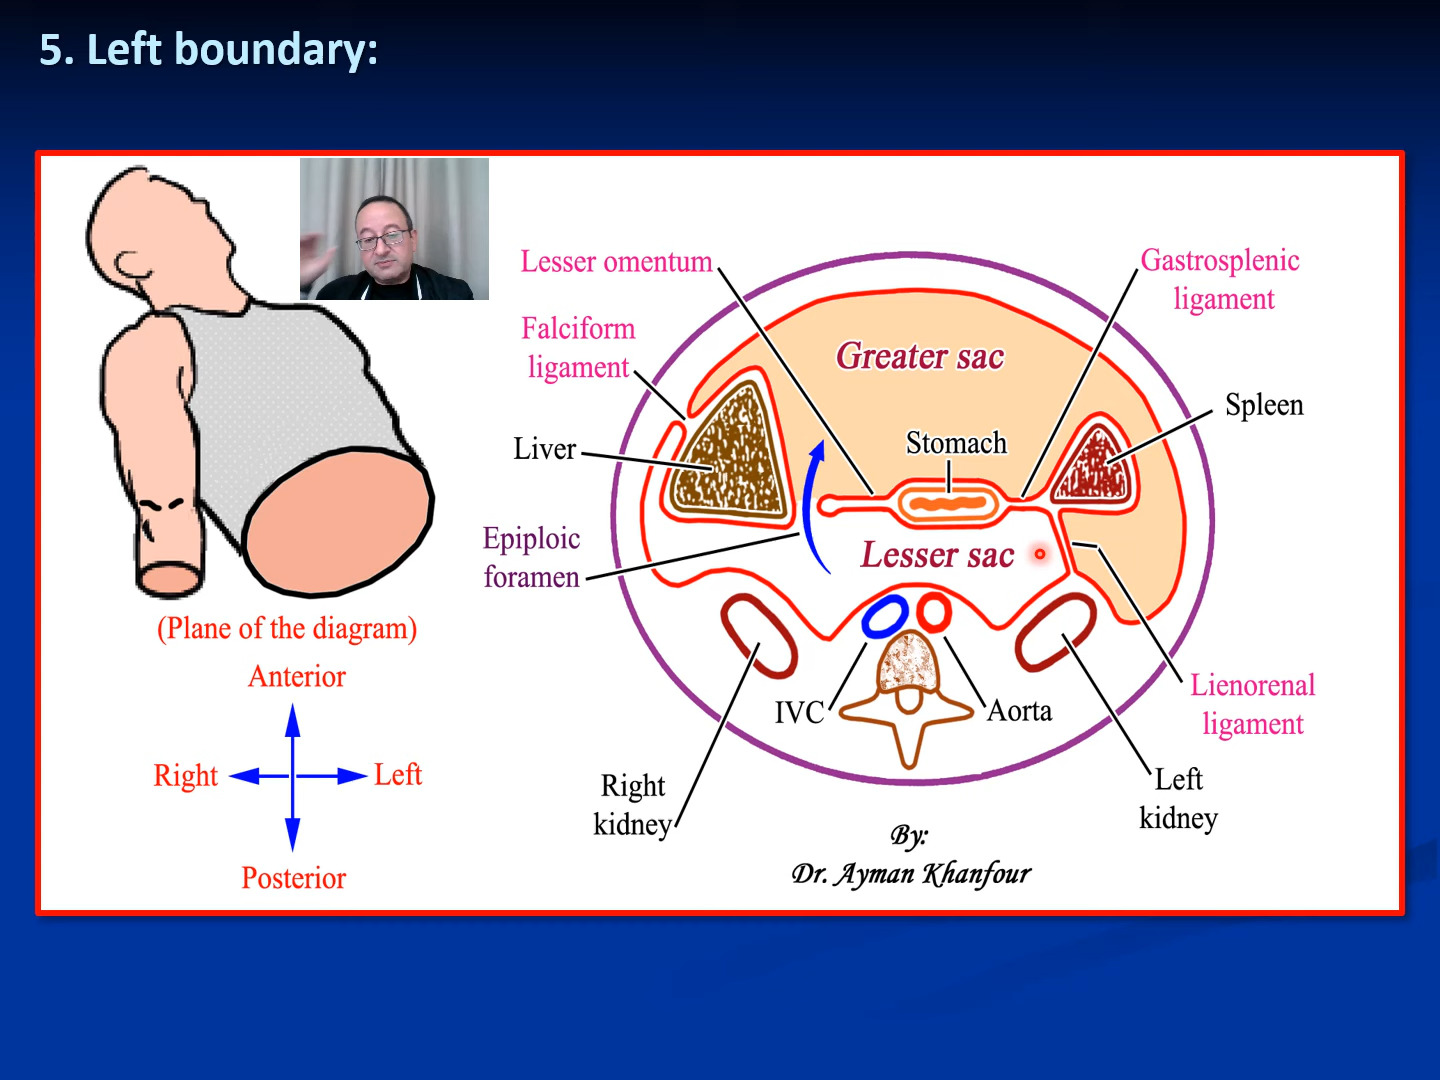 5. Left boundary:
Lesser omentum
Gastrosplenic
ligament
Falciform
ligament
Greater sac
Spleen
Liver
Stomach
Epiploic
foramen
Lesser sac
(Plane of the diagram)
Anterior
Right
Left
Posterior
IVC
Aorta
Lienorenal
ligament
Right
kidney
Left
kidney
By:
Dr. Ayman Khanfour